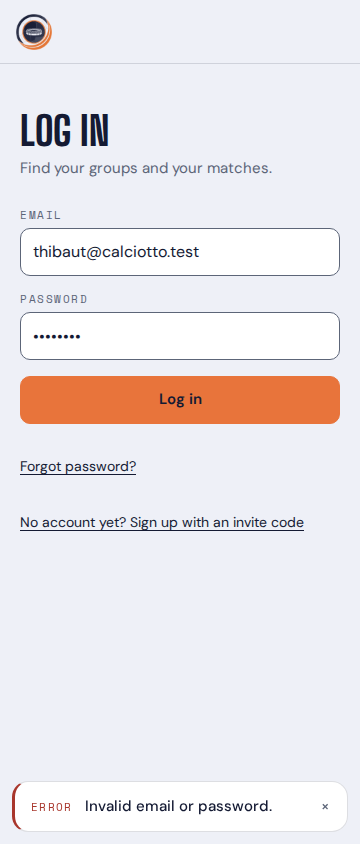 LOG IN
Find your groups and your matches.
EMAIL
thibaut@calciotto.test
PASSWORD
••••••••
Log in
Forgot password?
No account yet? Sign up with an invite code
ERROR Invalid email or password. ×